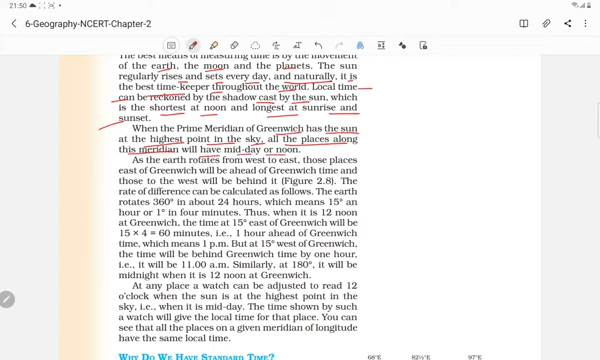 21:50
6-Geography-NCERT-Chapter-2
The best means of measuring time is by the movement
of the earth, the moon and the planets. The sun
regularly rises and sets every day, and naturally, it is
the best time-keeper throughout the world. Local time
can be reckoned by the shadow cast by the sun, which
is the shortest at noon and longest at sunrise and
sunset.
When the Prime Meridian of Greenwich has the sun
at the highest point in the sky, all the places along
this meridian will have mid-day or noon.
As the earth rotates from west to east, those places
east of Greenwich will be ahead of Greenwich time and
those to the west will be behind it (Figure 2.8).
The rate of difference can be calculated as follows. The earth
rotates 360° in about 24 hours, which means 15° an
hour or 1° in four minutes. Thus, when it is 12 noon
at Greenwich, the time at 15° east of Greenwich will be
15 × 4 = 60 minutes, i.e., 1 hour ahead of Greenwich
time, which means 1 p.m. But at 15° west of Greenwich,
the time will be behind Greenwich time by one hour,
i.e., it will be 11.00 a.m. Similarly, at 180°, it will be
midnight when it is 12 noon at Greenwich.
At any place a watch can be adjusted to read 12
o'clock when the sun is at the highest point in the
sky, i.e., when it is mid-day. The time shown by such
a watch will give the local time for that place. You can
see that all the places on a given meridian of longitude
have the same local time.
WHY DO WE HAVE STANDARD TIME?
68°E 82½°E 97°E